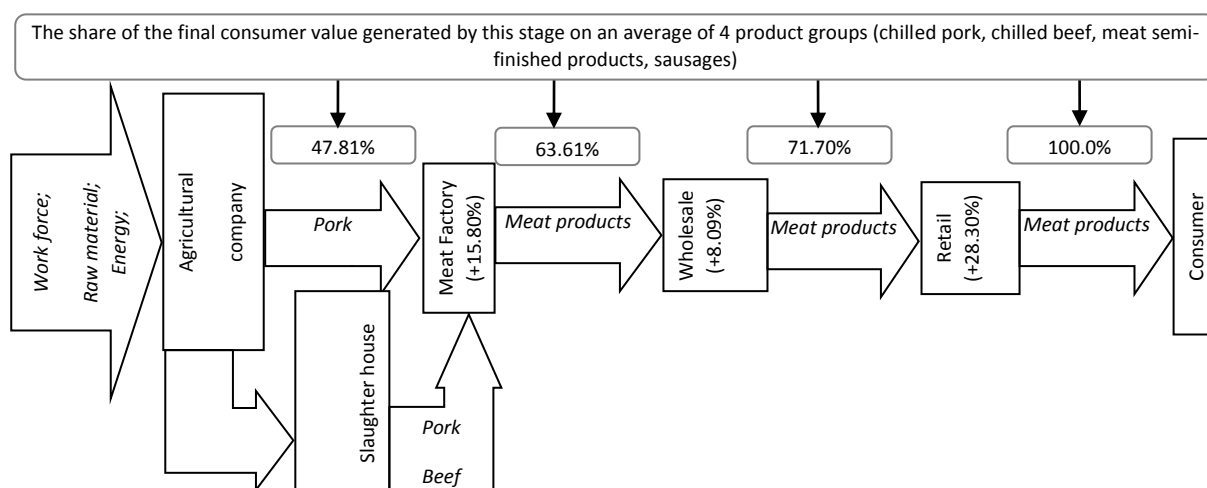 The share of the final consumer value generated by this stage on an average of 4 product groups (chilled pork, chilled beef, meat semi-
finished products, sausages)
47.81%
63.61%
71.70%
100.0%
Work force;
Raw material;
Energy;
Agricultural
company
Pork
Meat Factory
(+15.80%)
Meat products
Wholesale
(+8.09%)
Meat products
Retail
(+28.30%)
Meat products
Consumer
Slaughter house
Pork
Beef